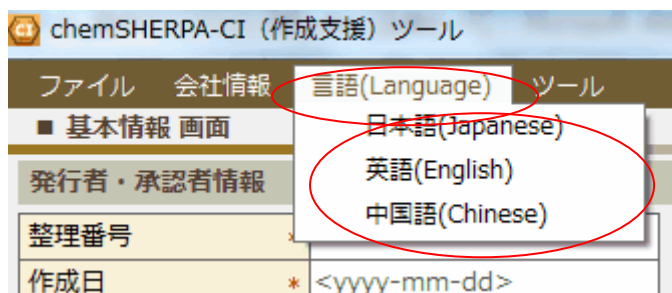 CI chemSHERPA-CI（作成支援）ツール
ファイル 会社情報 言語(Language) ツール
■ 基本情報 画面
日本語(Japanese)
英語(English)
中国語(Chinese)
発行者・承認者情報
整理番号
作成日 * <yyyy-mm-dd>